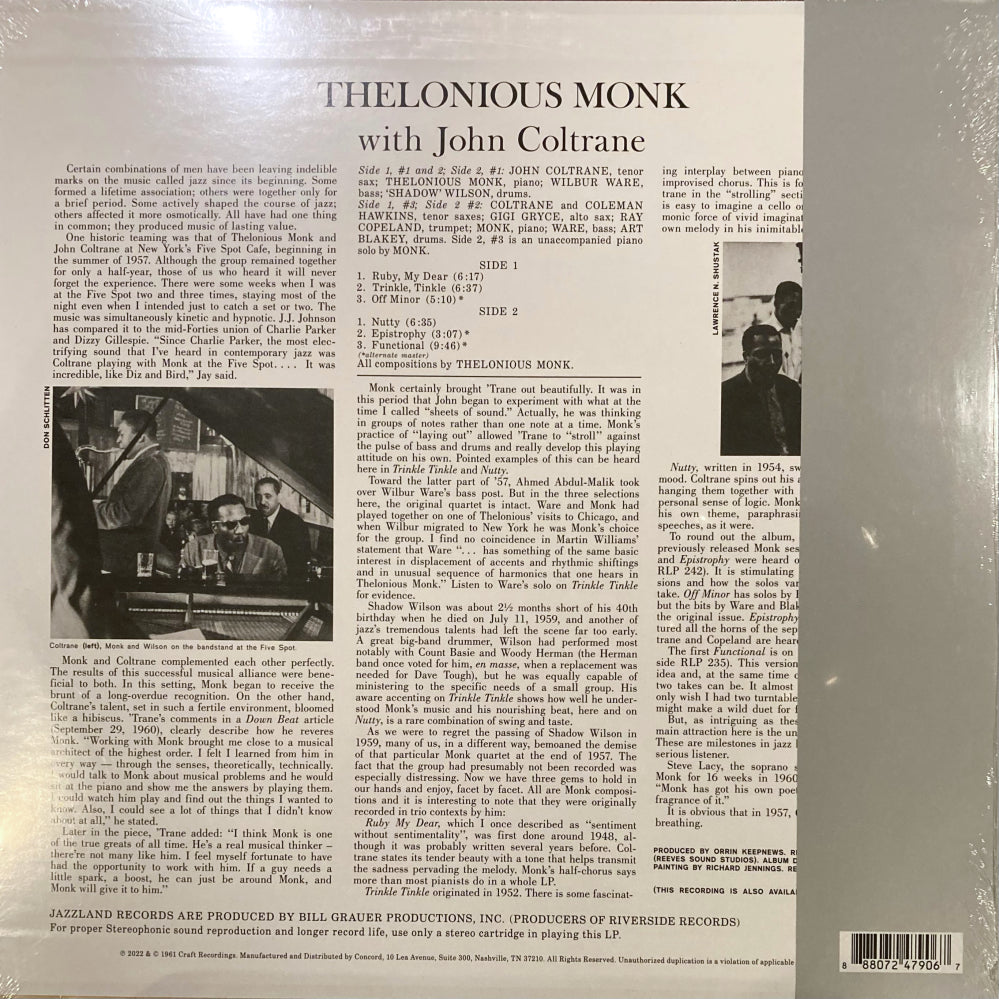 THELONIOUS MONK
with John Coltrane
Certain combinations of men have been leaving indelible
marks on the music called jazz since its beginning. Some
formed a lifetime association; others were together only for
a brief period. Some actively shaped the course of jazz;
others affected it more osmotically. All have had one thing
in common; they produced music of lasting value.
One historic teaming was that of Thelonious Monk and
John Coltrane at New York's Five Spot Cafe, beginning in
the summer of 1957. Although the group remained together
for only a half-year, those of us who heard it will never
forget the experience. There were some weeks when I was
at the Five Spot two and three times, staying most of the
night even when I intended just to catch a set or two. The
music was simultaneously kinetic and hypnotic. J.J. Johnson
has compared it to the mid-Forties union of Charlie Parker
and Dizzy Gillespie. “Since Charlie Parker, the most elec-
trifying sound that I've heard in contemporary jazz was
Coltrane playing with Monk at the Five Spot. . . . It was
incredible, like Diz and Bird,” Jay said.
DON SCHLITTEN
Coltrane (left), Monk and Wilson on the bandstand at the Five Spot.
Monk and Coltrane complemented each other perfectly.
The results of this successful musical alliance were bene-
ficial to both. In this setting, Monk began to receive the
brunt of a long-overdue recognition. On the other hand,
Coltrane's talent, set in such a fertile environment, bloomed
like a hibiscus. 'Trane's comments in a Down Beat article
(September 29, 1960), clearly describe how he reveres
Monk. “Working with Monk brought me close to a musical
architect of the highest order. I felt I learned from him in
every way — through the senses, theoretically, technically.
I would talk to Monk about musical problems and he would
sit at the piano and show me the answers by playing them.
I could watch him play and find out the things I wanted to
know. Also, I could see a lot of things that I didn't know
about at all,” he stated.
Later in the piece, 'Trane added: “I think Monk is one
of the true greats of all time. He's a real musical thinker –
there're not many like him. I feel myself fortunate to have
had the opportunity to work with him. If a guy needs a
little spark, a boost, he can just be around Monk, and
Monk will give it to him.”
Side 1, #1 and 2; Side 2, #1: JOHN COLTRANE, tenor
sax; THELONIOUS MONK, piano; WILBUR WARE,
bass; 'SHADOW' WILSON, drums.
Side 1, #3; Side 2 #2: COLTRANE and COLEMAN
HAWKINS, tenor saxes; GIGI GRYCE, alto sax; RAY
COPELAND, trumpet; MONK, piano; WARE, bass; ART
BLAKEY, drums. Side 2, #3 is an unaccompanied piano
solo by MONK.
SIDE 1
1. Ruby, My Dear (6:17)
2. Trinkle, Tinkle (6:37)
3. Off Minor (5:10)*
SIDE 2
1. Nutty (6:35)
2. Epistrophy (3:07)*
3. Functional (9:46)*
(*alternate master)
All compositions by THELONIOUS MONK.
Monk certainly brought 'Trane out beautifully. It was in
this period that John began to experiment with what at the
time I called “sheets of sound.” Actually, he was thinking
in groups of notes rather than one note at a time. Monk's
practice of “laying out” allowed 'Trane to “stroll” against
the pulse of bass and drums and really develop this playing
attitude on his own. Pointed examples of this can be heard
here in Trinkle Tinkle and Nutty.
Toward the latter part of '57, Ahmed Abdul-Malik took
over Wilbur Ware's bass post. But in the three selections
here, the original quartet is intact. Ware and Monk had
played together on one of Thelonious' visits to Chicago, and
when Wilbur migrated to New York he was Monk's choice
for the group. I find no coincidence in Martin Williams'
statement that Ware “. . . has something of the same basic
interest in displacement of accents and rhythmic shiftings
and in unusual sequence of harmonics that one hears in
Thelonious Monk.” Listen to Ware's solo on Trinkle Tinkle
for evidence.
Shadow Wilson was about 2½ months short of his 40th
birthday when he died on July 11, 1959, and another of
jazz's tremendous talents had left the scene far too early.
A great big-band drummer, Wilson had performed most
notably with Count Basie and Woody Herman (the Herman
band once voted for him, en masse, when a replacement was
needed for Dave Tough), but he was equally capable of
ministering to the specific needs of a small group. His
aware accenting on Trinkle Tinkle shows how well he under-
stood Monk's music and his nourishing beat, here and on
Nutty, is a rare combination of swing and taste.
As we were to regret the passing of Shadow Wilson in
1959, many of us, in a different way, bemoaned the demise
of that particular Monk quartet at the end of 1957. The
fact that the group had presumably not been recorded was
especially distressing. Now we have three gems to hold in
our hands and enjoy, facet by facet. All are Monk composi-
tions and it is interesting to note that they were originally
recorded in trio contexts by him:
Ruby My Dear, which I once described as “sentiment
without sentimentality”, was first done around 1948, al-
though it was probably written several years before. Col-
trane states its tender beauty with a tone that helps transmit
the sadness pervading the melody. Monk's half-chorus says
more than most pianists do in a whole LP.
Trinkle Tinkle originated in 1952. There is some fascinat-
ing interplay between piano
improvised chorus. This is fo
trane in the “strolling” secti
is easy to imagine a cello o
monic force of vivid imaginat
own melody in his inimitabl
LAWRENCE N. SHUSTAK
Nutty, written in 1954, sw
mood. Coltrane spins out his
hanging them together with
personal sense of logic. Monk
his own theme, paraphrasi
speeches, as it were.
To round out the album,
previously released Monk ses
and Epistrophy were heard o
RLP 242). It is stimulating
sions and how the solos var
take. Off Minor has solos by
but the bits by Ware and Blak
the original issue. Epistrophy
tured all the horns of the sep
trane and Copeland are hear
The first Functional is on
side RLP 235). This version
idea and, at the same time
two takes can be. It almost
only wish I had two turntable
might make a wild duet for
But, as intriguing as thes
main attraction here is the un
These are milestones in jazz
serious listener.
Steve Lacy, the soprano
Monk for 16 weeks in 1960
“Monk has got his own poet
fragrance of it.”
It is obvious that in 1957,
breathing.
PRODUCED BY ORRIN KEEPNEWS. RE
(REEVES SOUND STUDIOS). ALBUM D
PAINTING BY RICHARD JENNINGS. RE
(THIS RECORDING IS ALSO AVAILA
JAZZLAND RECORDS ARE PRODUCED BY BILL GRAUER PRODUCTIONS, INC. (PRODUCERS OF RIVERSIDE RECORDS)
For proper Stereophonic sound reproduction and longer record life, use only a stereo cartridge in playing this LP.
℗ 2022 & © 1961 Craft Recordings. Manufactured and Distributed by Concord, 10 Lea Avenue, Suite 300, Nashville, TN 37210. All Rights Reserved. Unauthorized duplication is a violation of applicable
8 88072 47906 7